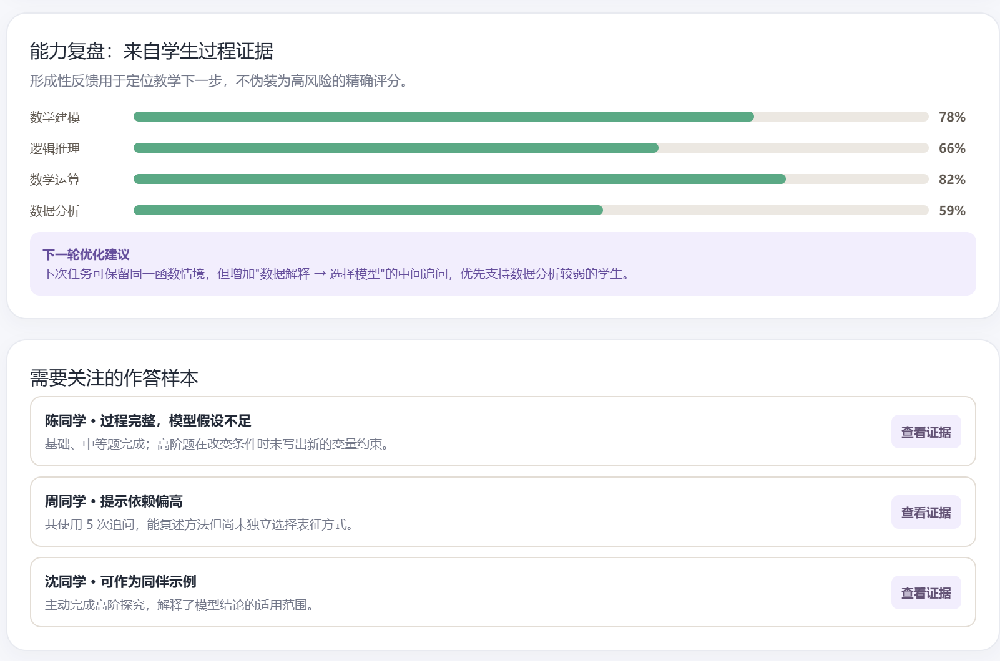 能力复盘：来自学生过程证据
形成性反馈用于定位教学下一步，不伪装为高风险的精确评分。
数学建模 78%
逻辑推理 66%
数学运算 82%
数据分析 59%
下一轮优化建议
下次任务可保留同一函数情境，但增加"数据解释 → 选择模型"的中间追问，优先支持数据分析较弱的学生。
需要关注的作答样本
陈同学·过程完整，模型假设不足
基础、中等题完成；高阶题在改变条件时未写出新的变量约束。
查看证据
周同学·提示依赖偏高
共使用 5 次追问，能复述方法但尚未独立选择表征方式。
查看证据
沈同学·可作为同伴示例
主动完成高阶探究，解释了模型结论的适用范围。
查看证据